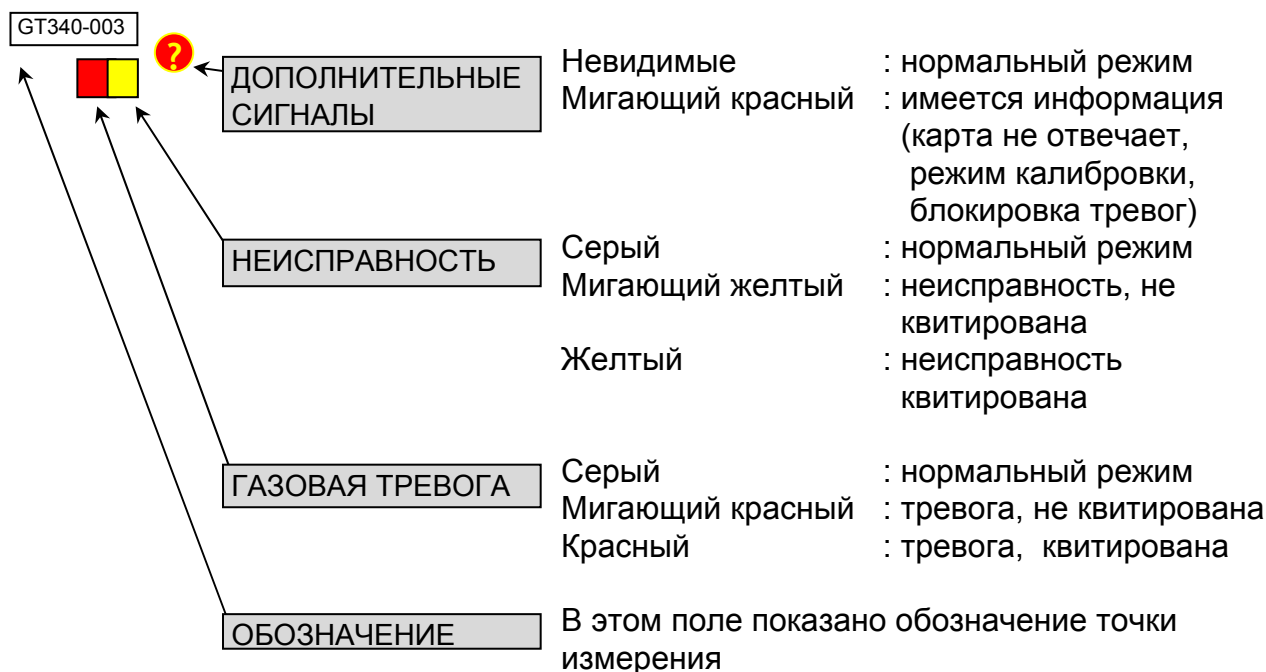 GT340-003
?
ДОПОЛНИТЕЛЬНЫЕ
СИГНАЛЫ
Невидимые : нормальный режим
Мигающий красный : имеется информация
(карта не отвечает,
режим калибровки,
блокировка тревог)
НЕИСПРАВНОСТЬ
Серый : нормальный режим
Мигающий желтый : неисправность, не
квитирована
Желтый : неисправность
квитирована
ГАЗОВАЯ ТРЕВОГА
Серый : нормальный режим
Мигающий красный : тревога, не квитирована
Красный : тревога, квитирована
ОБОЗНАЧЕНИЕ
В этом поле показано обозначение точки
измерения